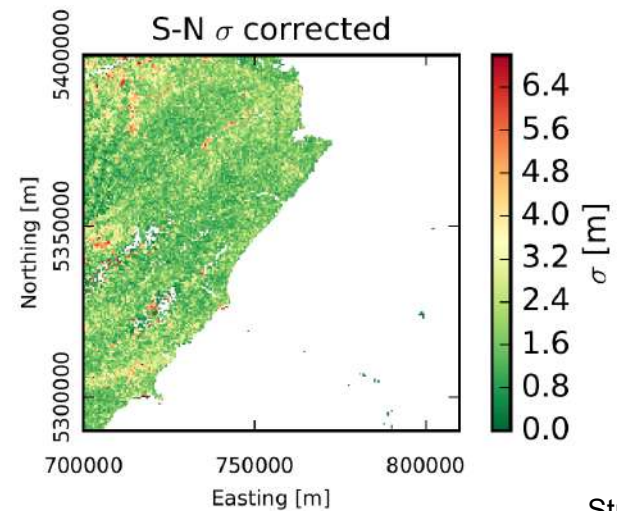 S-N σ corrected
5400000
5350000
5300000
Northing [m]
700000 750000 800000
Easting [m]
6.4
5.6
4.8
4.0
3.2
2.4
1.6
0.8
0.0
σ [m]